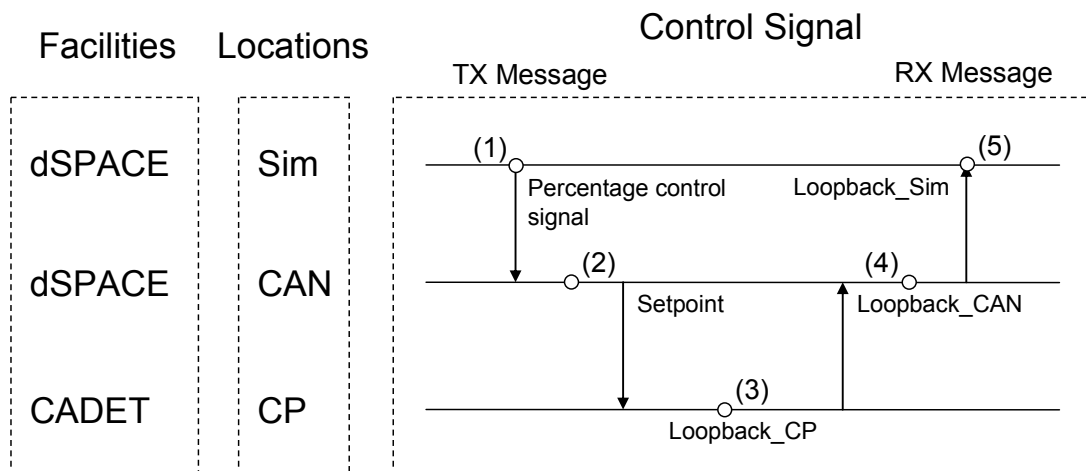 Facilities
Locations
Control Signal
TX Message
RX Message
dSPACE
Sim
(1)
(5)
Percentage control
signal
Loopback_Sim
dSPACE
CAN
(2)
(4)
Setpoint
Loopback_CAN
CADET
CP
(3)
Loopback_CP